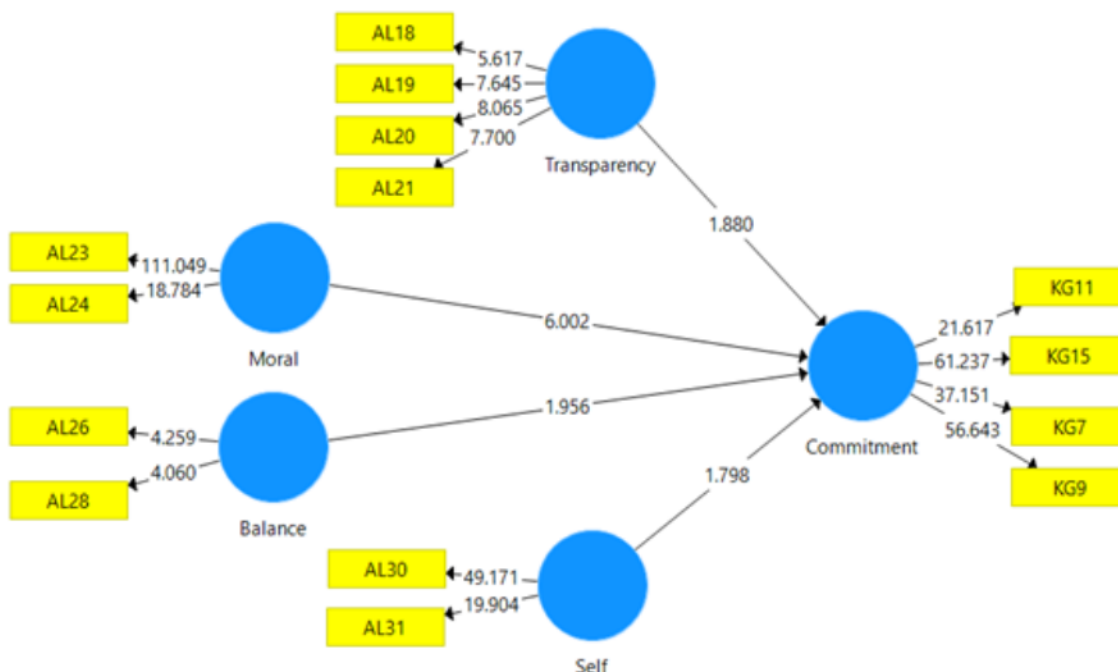 AL18
5.617
AL19
7.645
AL20
8.065
AL21
7.700
Transparency
1.880
AL23
111.049
AL24
18.784
Moral
6.002
KG11
21.617
KG15
61.237
KG7
37.151
KG9
56.643
Commitment
AL26
4.259
AL28
4.060
Balance
1.956
1.798
AL30
49.171
AL31
19.904
Self